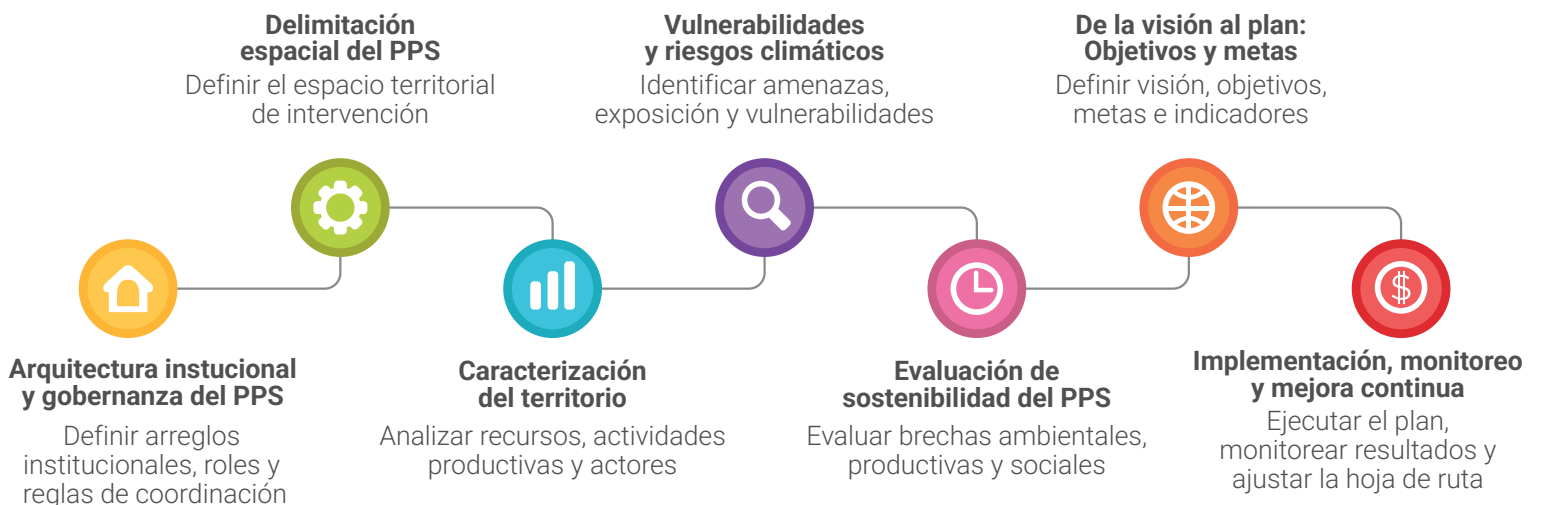 Arquitectura instucional
y gobernanza del PPS
Definir arreglos
institucionales, roles y
reglas de coordinación
Delimitación
espacial del PPS
Definir el espacio territorial
de intervención
Caracterización
del territorio
Analizar recursos, actividades
productivas y actores
Vulnerabilidades
y riesgos climáticos
Identificar amenazas,
exposición y vulnerabilidades
Evaluación de
sostenibilidad del PPS
Evaluar brechas ambientales,
productivas y sociales
De la visión al plan:
Objetivos y metas
Definir visión, objetivos,
metas e indicadores
Implementación, monitoreo
y mejora continua
Ejecutar el plan,
monitorear resultados y
ajustar la hoja de ruta
$